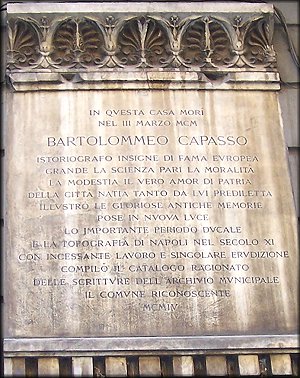 IN QVESTA CASA MORÌ
NEL III MARZO MCM
BARTOLOMMEO CAPASSO
ISTORIOGRAFO INSIGNE DI FAMA EVROPEA
GRANDE LA SCIENZA PARI LA MORALITÀ
LA MODESTIA IL VERO AMOR DI PATRIA
DELLA CITTÀ NATIA TANTO DA LVI PREDILETTA
ILLVSTRÒ LE GLORIOSE ANTICHE MEMORIE
POSE IN NVOVA LVCE
LO IMPORTANTE PERIODO DVCALE
E LA TOPOGRAFIA DI NAPOLI NEL SECOLO XI
CON INCESSANTE LAVORO E SINGOLARE ERVDIZIONE
COMPILÒ IL CATALOGO RAGIONATO
DELLE SCRITTVRE DELL'ARCHIVIO MVNICIPALE
IL COMVNE RICONOSCENTE
MCMIV